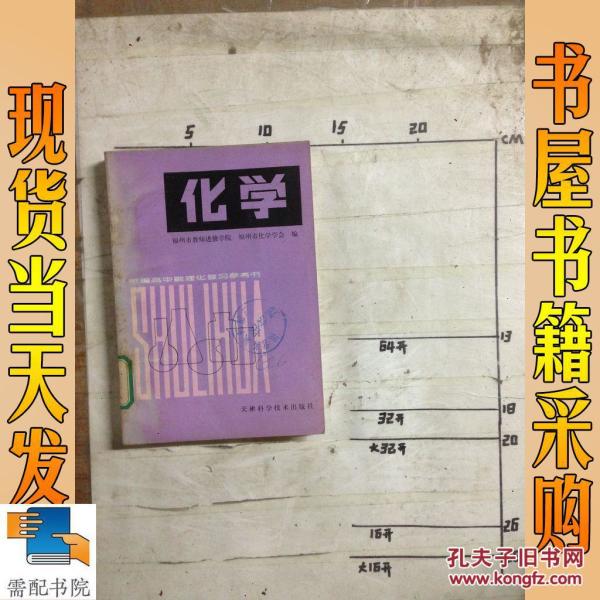 现货当天发
书屋书籍采购
5 10 15 20 CM
化学
福州市教师进修学院 福州市化学学会 编
新编高中数理化复习参考书
SHULIHUA
天津科学技术出版社
13
64开
18
32开
20
大32开
26
16开
大16开
需配书院
孔夫子旧书网
www.kongfz.com